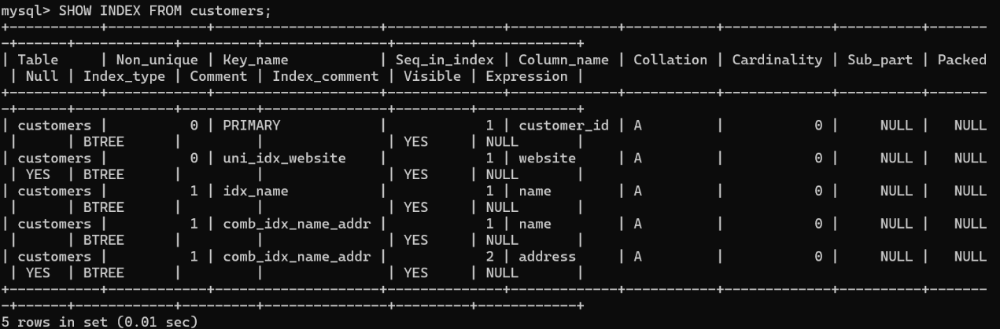 mysql> SHOW INDEX FROM customers;
+-----------+------------+--------------------+--------------+-------------+-----------+-------------+----------+-------
-+------+------------+---------+---------------+---------+------------+
| Table     | Non_unique | Key_name           | Seq_in_index | Column_name | Collation | Cardinality | Sub_part | Packed
 | Null | Index_type | Comment | Index_comment | Visible | Expression |
+-----------+------------+--------------------+--------------+-------------+-----------+-------------+----------+-------
-+------+------------+---------+---------------+---------+------------+
| customers |          0 | PRIMARY            |            1 | customer_id | A         |           0 |     NULL |   NULL
 |      | BTREE      |         |               | YES     | NULL       |
| customers |          0 | uni_idx_website    |            1 | website     | A         |           0 |     NULL |   NULL
 | YES  | BTREE      |         |               | YES     | NULL       |
| customers |          1 | idx_name           |            1 | name        | A         |           0 |     NULL |   NULL
 |      | BTREE      |         |               | YES     | NULL       |
| customers |          1 | comb_idx_name_addr |            1 | name        | A         |           0 |     NULL |   NULL
 |      | BTREE      |         |               | YES     | NULL       |
| customers |          1 | comb_idx_name_addr |            2 | address     | A         |           0 |     NULL |   NULL
 | YES  | BTREE      |         |               | YES     | NULL       |
+-----------+------------+--------------------+--------------+-------------+-----------+-------------+----------+-------
-+------+------------+---------+---------------+---------+------------+
5 rows in set (0.01 sec)